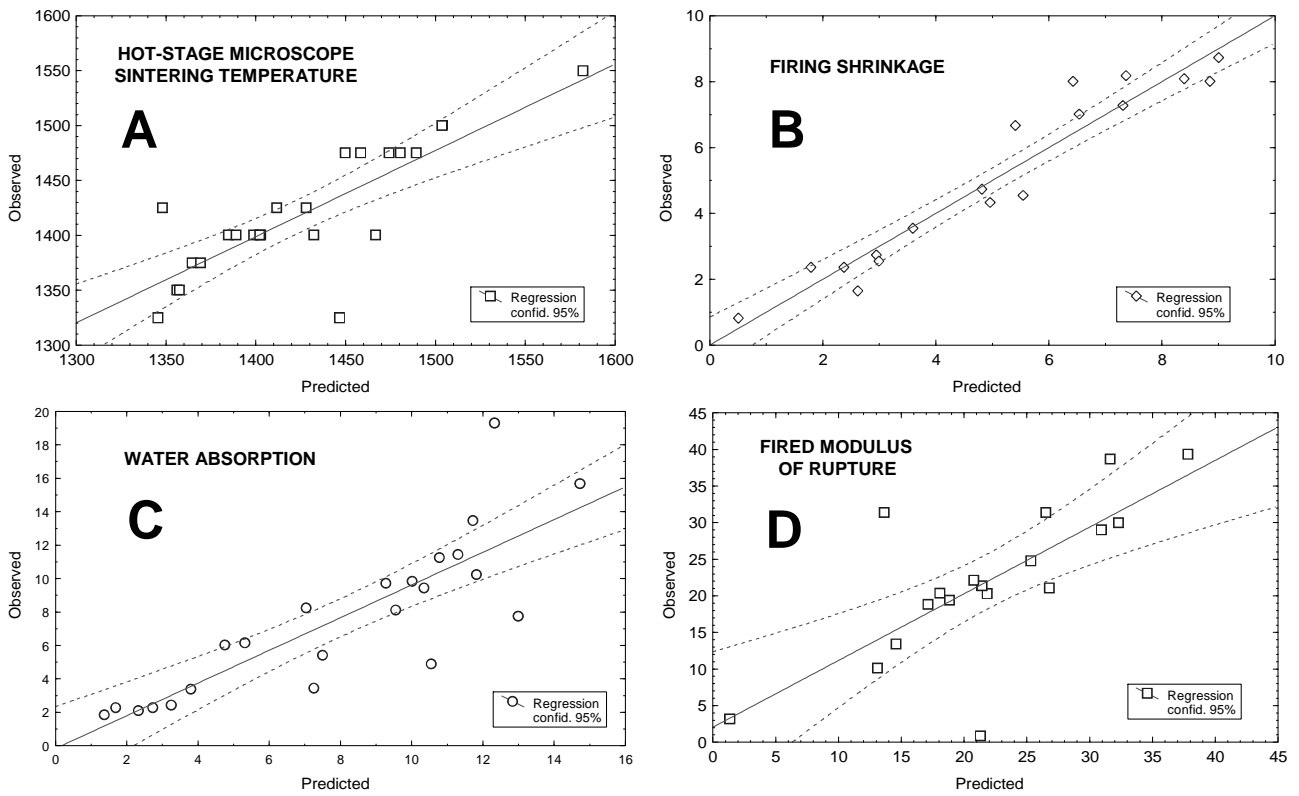 HOT-STAGE MICROSCOPE
SINTERING TEMPERATURE
A
Observed
1600
1550
1500
1450
1400
1350
1300
1300 1350 1400 1450 1500 1550 1600
Predicted
Regression
confid. 95%
FIRING SHRINKAGE
B
Observed
10
8
6
4
2
0
0 2 4 6 8 10
Predicted
Regression
confid. 95%
WATER ABSORPTION
C
Observed
20
18
16
14
12
10
8
6
4
2
0
0 2 4 6 8 10 12 14 16
Predicted
Regression
confid. 95%
FIRED MODULUS
OF RUPTURE
D
Observed
45
40
35
30
25
20
15
10
5
0
0 5 10 15 20 25 30 35 40 45
Predicted
Regression
confid. 95%